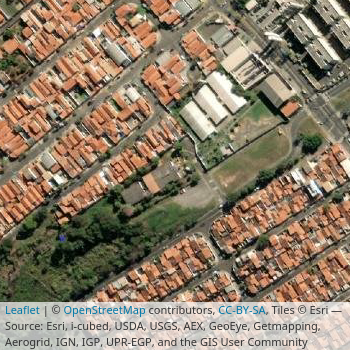 Leaflet | © OpenStreetMap contributors, CC-BY-SA, Tiles © Esri —
Source: Esri, i-cubed, USDA, USGS, AEX, GeoEye, Getmapping,
Aerogrid, IGN, IGP, UPR-EGP, and the GIS User Community